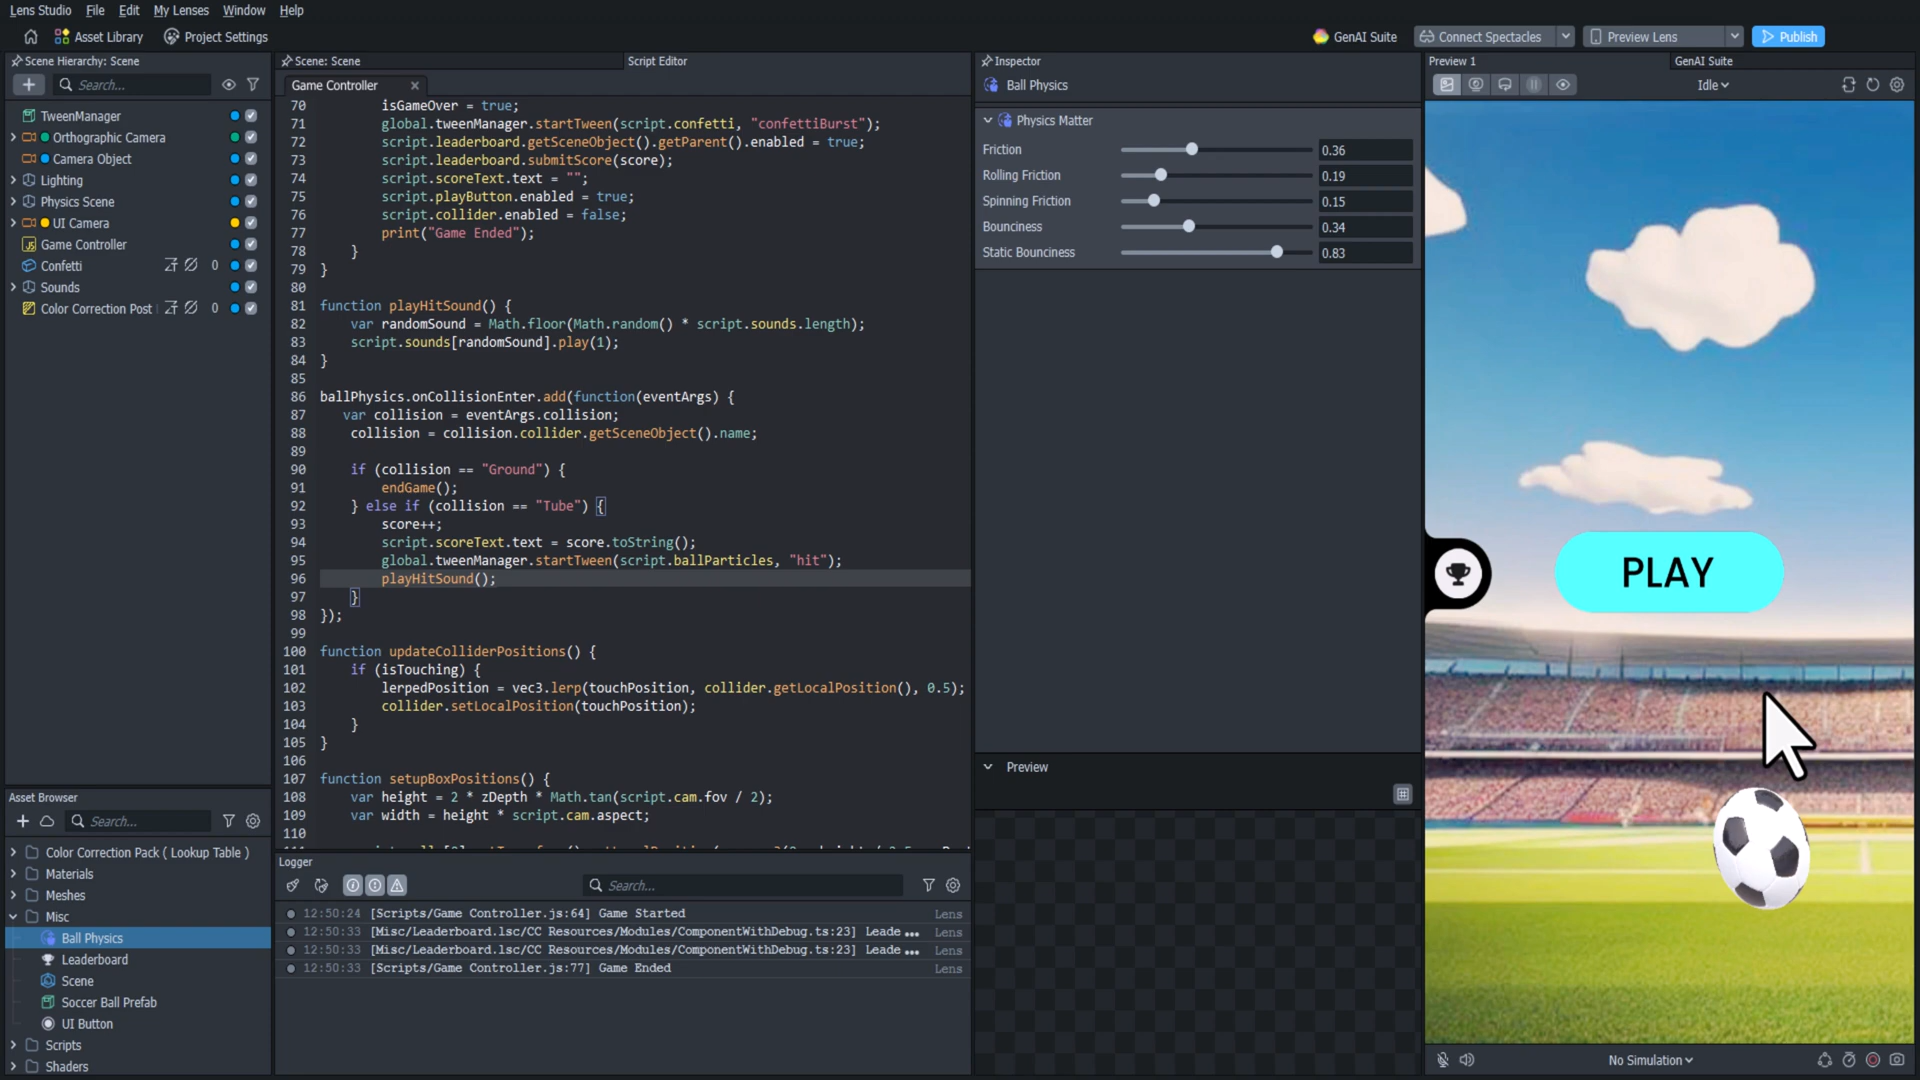 Lens Studio File Edit My Lenses Window Help
Asset Library Project Settings GenAI Suite Connect Spectacles Preview Lens Publish
Scene Hierarchy: Scene
Search...
TweenManager
Orthographic Camera
Camera Object
Lighting
Physics Scene
UI Camera
Game Controller
Confetti 0
Sounds
Color Correction Post 0
Asset Browser
Search...
Color Correction Pack ( Lookup Table )
Materials
Meshes
Misc
Ball Physics
Leaderboard
Scene
Soccer Ball Prefab
UI Button
Scripts
Shaders
Scene: Scene Script Editor
Game Controller
70 isGameOver = true;
71 global.tweenManager.startTween(script.confetti, "confettiBurst");
72 script.leaderboard.getSceneObject().getParent().enabled = true;
73 script.leaderboard.submitScore(score);
74 script.scoreText.text = "";
75 script.playButton.enabled = true;
76 script.collider.enabled = false;
77 print("Game Ended");
78 }
79 }
80
81 function playHitSound() {
82 var randomSound = Math.floor(Math.random() * script.sounds.length);
83 script.sounds[randomSound].play(1);
84 }
85
86 ballPhysics.onCollisionEnter.add(function(eventArgs) {
87 var collision = eventArgs.collision;
88 collision = collision.collider.getSceneObject().name;
89
90 if (collision == "Ground") {
91 endGame();
92 } else if (collision == "Tube") {
93 score++;
94 script.scoreText.text = score.toString();
95 global.tweenManager.startTween(script.ballParticles, "hit");
96 playHitSound();
97 }
98 });
99
100 function updateColliderPositions() {
101 if (isTouching) {
102 lerpedPosition = vec3.lerp(touchPosition, collider.getLocalPosition(), 0.5);
103 collider.setLocalPosition(touchPosition);
104 }
105 }
106
107 function setupBoxPositions() {
108 var height = 2 * zDepth * Math.tan(script.cam.fov / 2);
109 var width = height * script.cam.aspect;
110
Logger
Search...
12:50:24 [Scripts/Game Controller.js:64] Game Started Lens
12:50:33 [Misc/Leaderboard.lsc/CC Resources/Modules/ComponentWithDebug.ts:23] Leade ... Lens
12:50:33 [Misc/Leaderboard.lsc/CC Resources/Modules/ComponentWithDebug.ts:23] Leade ... Lens
12:50:33 [Scripts/Game Controller.js:77] Game Ended Lens
Inspector
Ball Physics
Physics Matter
Friction 0.36
Rolling Friction 0.19
Spinning Friction 0.15
Bounciness 0.34
Static Bounciness 0.83
Preview
Preview 1 GenAI Suite
Idle
PLAY
No Simulation